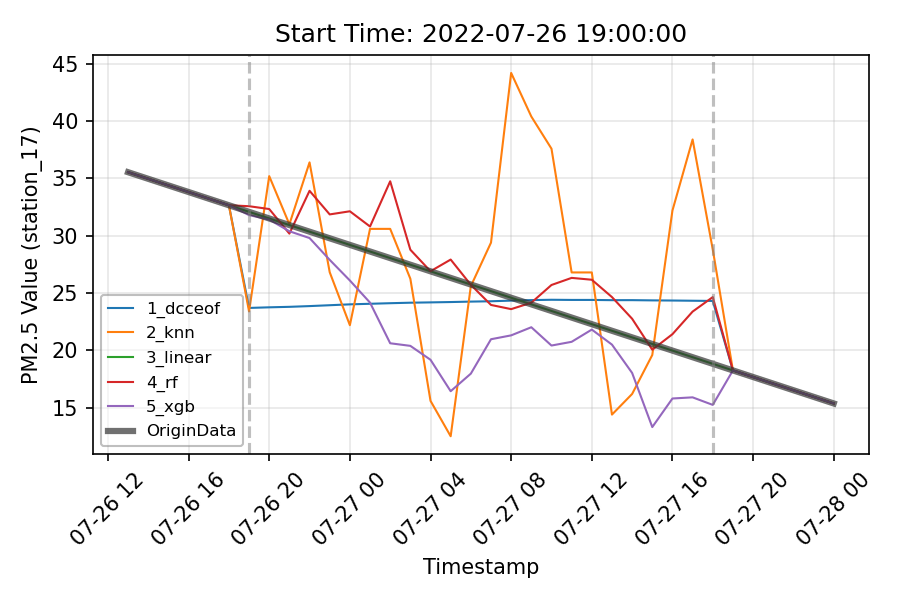 Start Time: 2022-07-26 19:00:00
PM2.5 Value (station_17)
45
40
35
30
25
20
15
1_dcceof
2_knn
3_linear
4_rf
5_xgb
OriginData
07-26 12
07-26 16
07-26 20
07-27 00
07-27 04
07-27 08
07-27 12
07-27 16
07-27 20
07-28 00
Timestamp